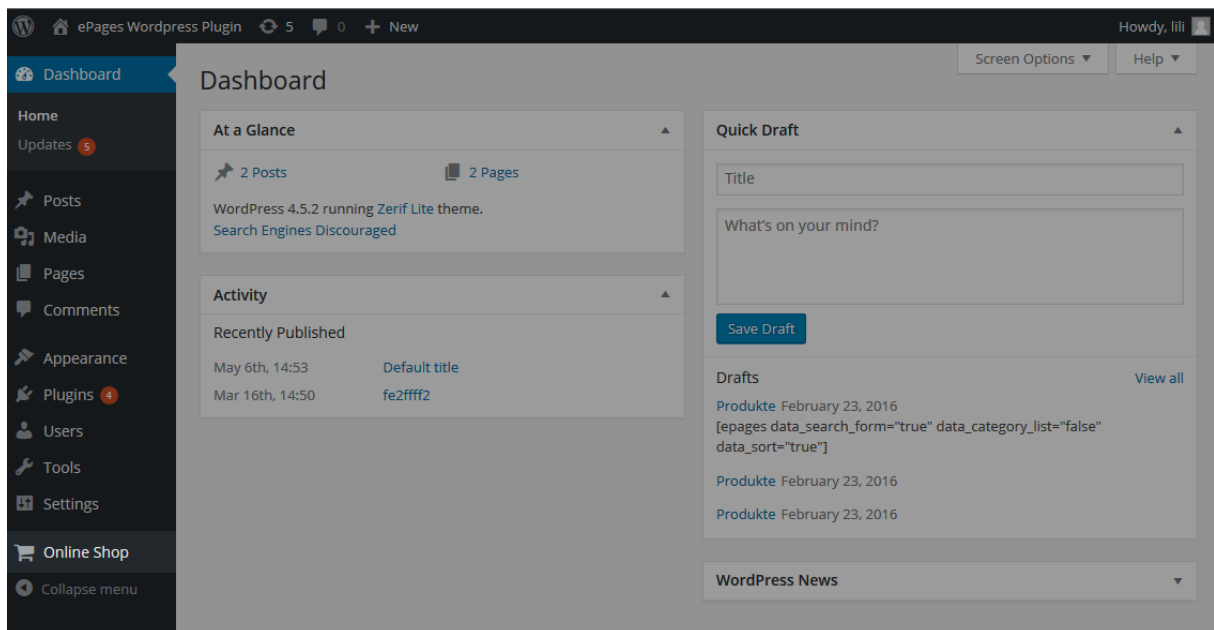 ePages Wordpress Plugin 5 0 + New Howdy, lili
Dashboard
Home
Updates 5
Posts
Media
Pages
Comments
Appearance
Plugins 4
Users
Tools
Settings
Online Shop
Collapse menu
Screen Options ▼ Help ▼
Dashboard
At a Glance
2 Posts 2 Pages
WordPress 4.5.2 running Zerif Lite theme.
Search Engines Discouraged
Activity
Recently Published
May 6th, 14:53 Default title
Mar 16th, 14:50 fe2ffff2
Quick Draft
Title
What's on your mind?
Save Draft
Drafts View all
Produkte February 23, 2016
[epages data_search_form="true" data_category_list="false"
data_sort="true"]
Produkte February 23, 2016
Produkte February 23, 2016
WordPress News